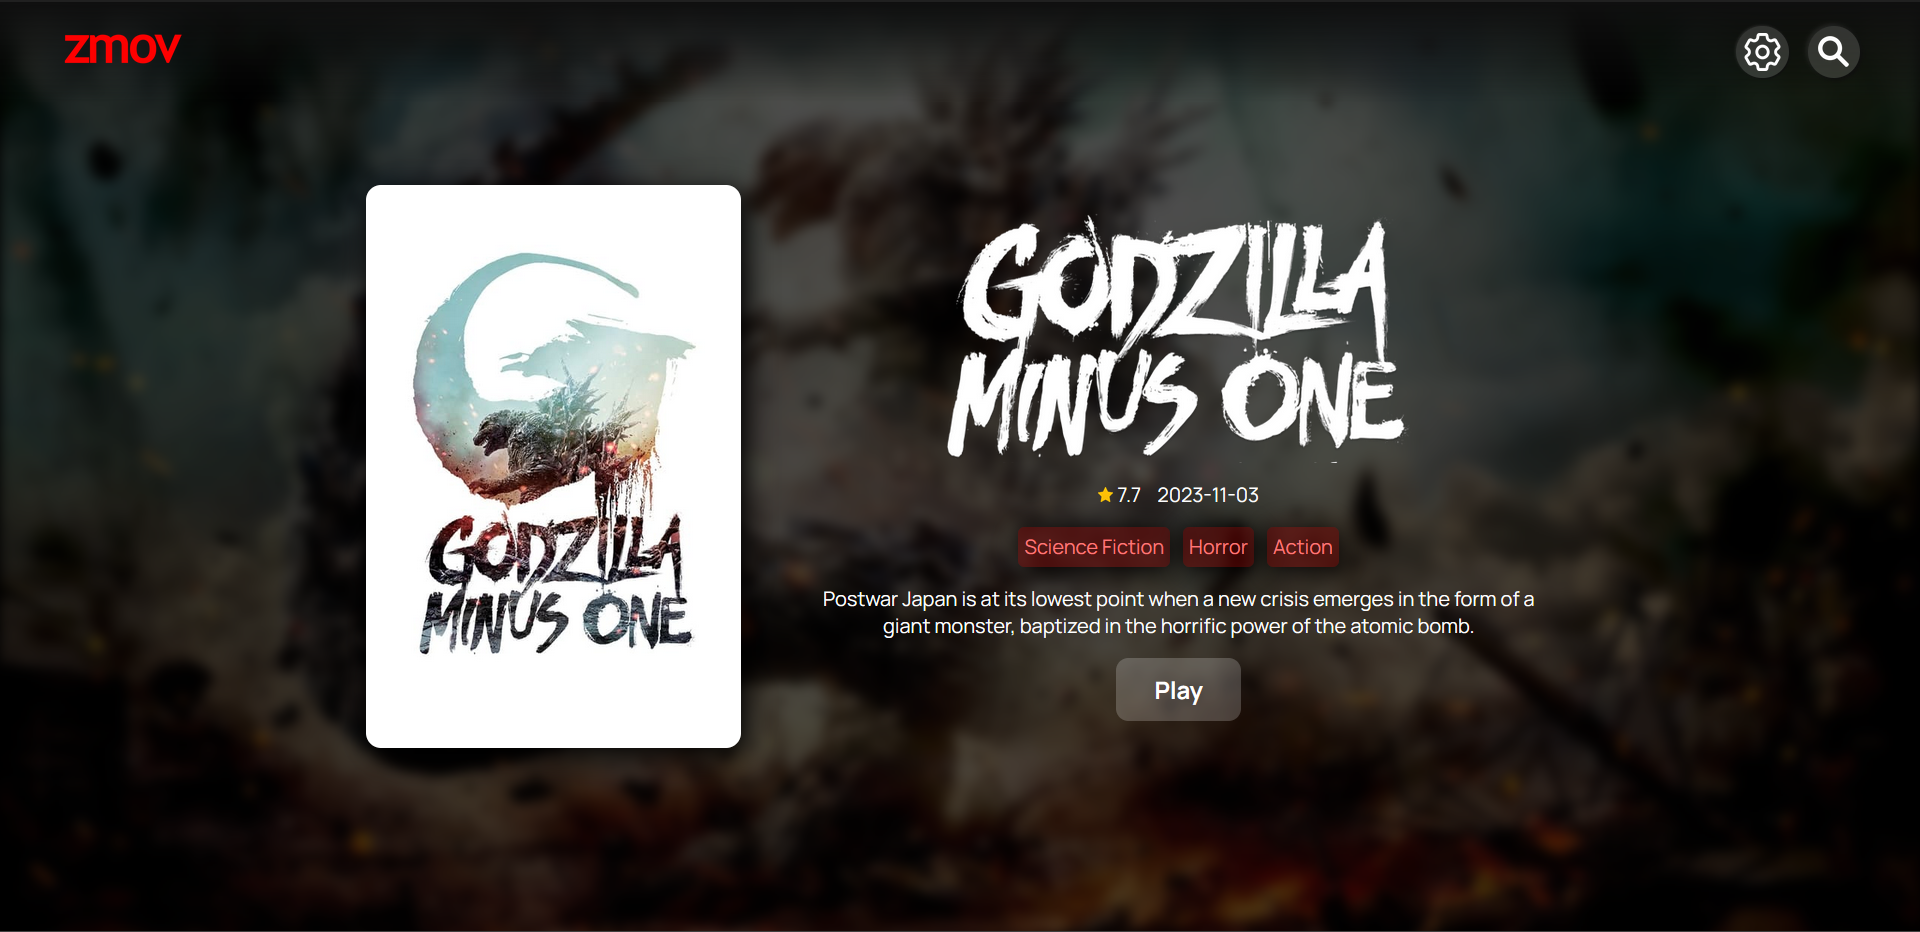 zmov
GODZILLA
MINUS ONE
GODZILLA
MINUS ONE
7.7 2023-11-03
Science Fiction Horror Action
Postwar Japan is at its lowest point when a new crisis emerges in the form of a
giant monster, baptized in the horrific power of the atomic bomb.
Play